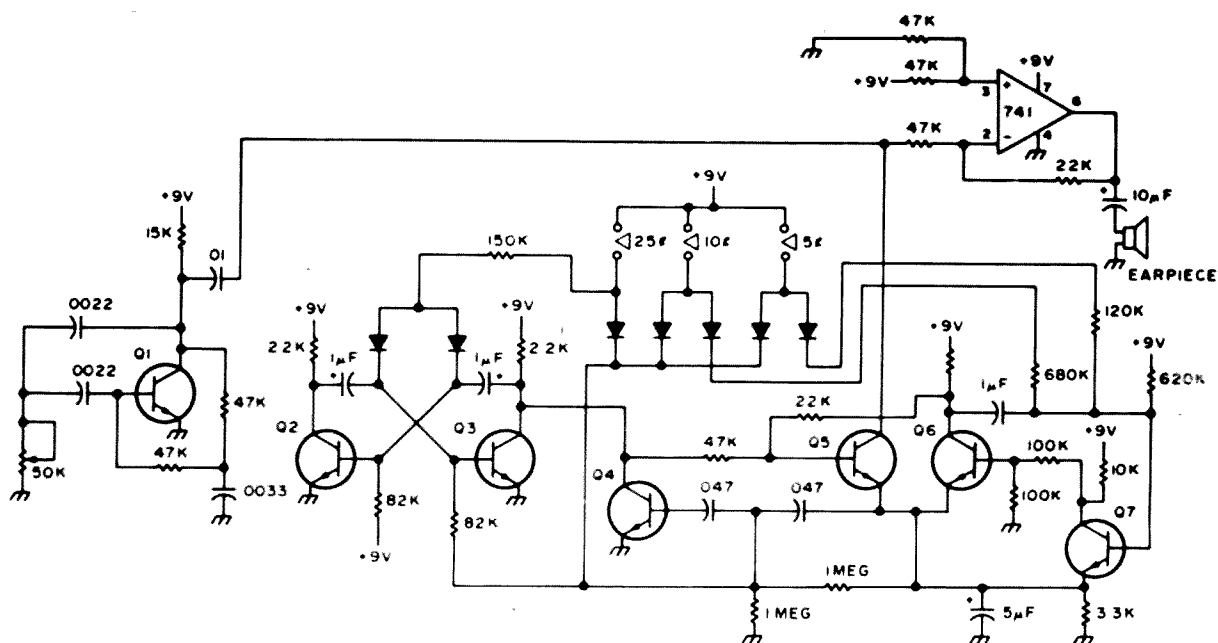 47K
47K
+9V
+9V
3
+
7
6
741
47K
2
-
4
22K
+
10µF
EARPIECE
+9V
+9V
15K
01
150K
25¢
10¢
5¢
0022
+9V
+9V
120K
+9V
22K
1µF
+
1µF
+
2.2K
+9V
Q1
0022
680K
620K
1µF
47K
22K
Q2
Q3
Q5
Q6
+9V
50K
47K
47K
100K
10K
Q4
0033
82K
82K
047
047
100K
Q7
+9V
1MEG
1MEG
+
5µF
3.3K